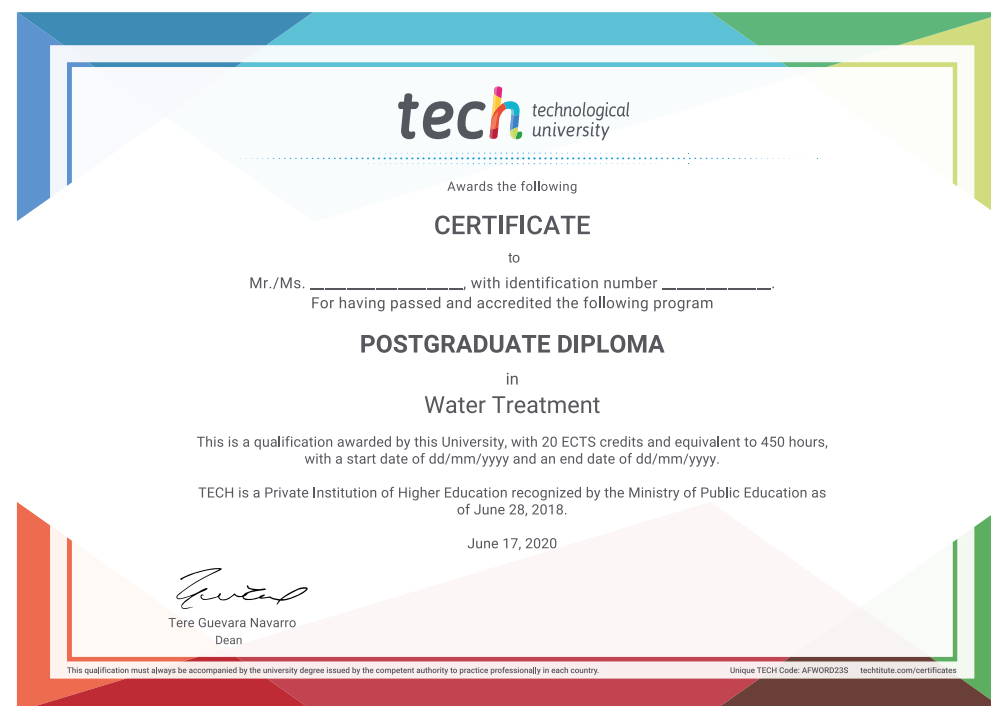 tech technological
university
Awards the following
CERTIFICATE
to
Mr./Ms. ____________________, with identification number ______________.
For having passed and accredited the following program
POSTGRADUATE DIPLOMA
in
Water Treatment
This is a qualification awarded by this University, with 20 ECTS credits and equivalent to 450 hours,
with a start date of dd/mm/yyyy and an end date of dd/mm/yyyy.
TECH is a Private Institution of Higher Education recognized by the Ministry of Public Education as
of June 28, 2018.
June 17, 2020
Tere Guevara Navarro
Dean
This qualification must always be accompanied by the university degree issued by the competent authority to practice professionally in each country.
Unique TECH Code: AFWORD23S techtitute.com/certificates